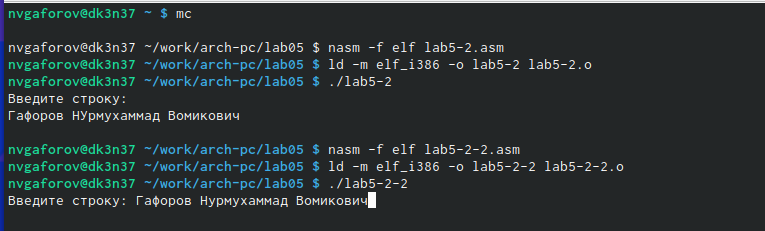 nvgaforov@dk3n37 ~ $ mc
nvgaforov@dk3n37 ~/work/arch-pc/lab05 $ nasm -f elf lab5-2.asm
nvgaforov@dk3n37 ~/work/arch-pc/lab05 $ ld -m elf_i386 -o lab5-2 lab5-2.o
nvgaforov@dk3n37 ~/work/arch-pc/lab05 $ ./lab5-2
Введите строку:
Гафоров НУрмухаммад Вомикович
nvgaforov@dk3n37 ~/work/arch-pc/lab05 $ nasm -f elf lab5-2-2.asm
nvgaforov@dk3n37 ~/work/arch-pc/lab05 $ ld -m elf_i386 -o lab5-2-2 lab5-2-2.o
nvgaforov@dk3n37 ~/work/arch-pc/lab05 $ ./lab5-2-2
Введите строку: Гафоров Нурмухаммад Вомикович